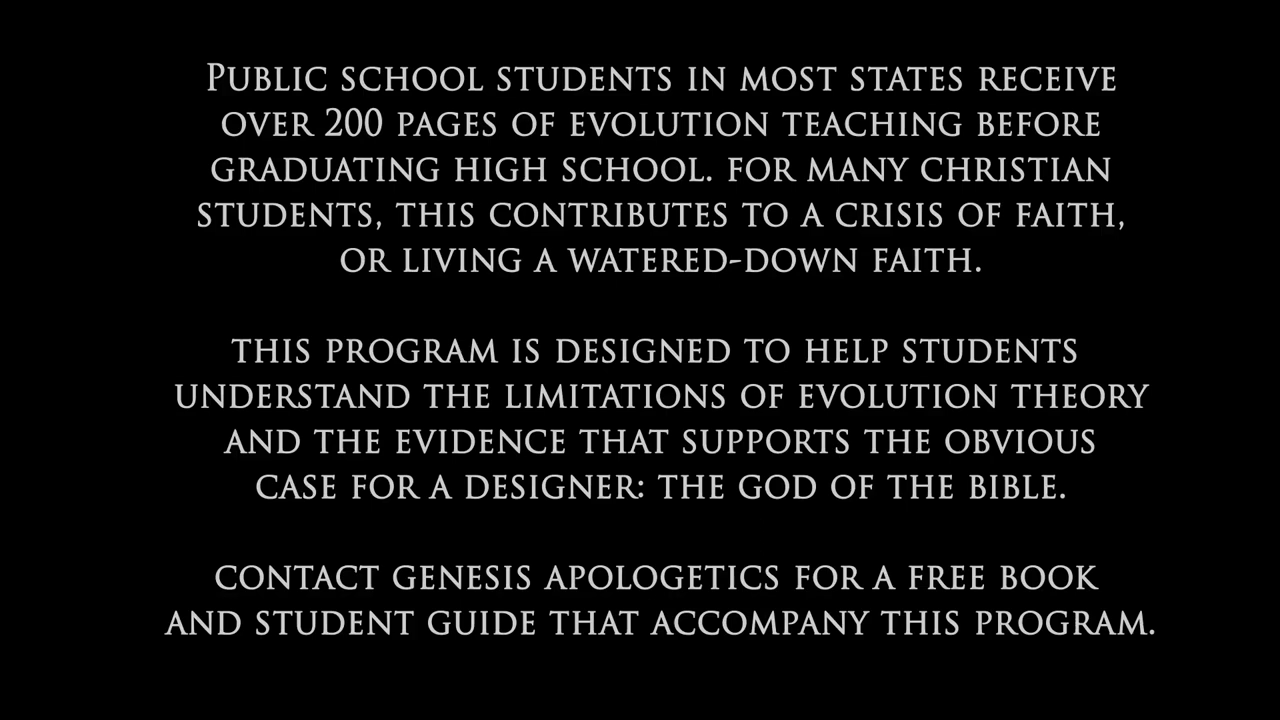 Public school students in most states receive
over 200 pages of evolution teaching before
graduating high school. for many christian
students, this contributes to a crisis of faith,
or living a watered-down faith.
this program is designed to help students
understand the limitations of evolution theory
and the evidence that supports the obvious
case for a designer: the god of the bible.
contact genesis apologetics for a free book
and student guide that accompany this program.